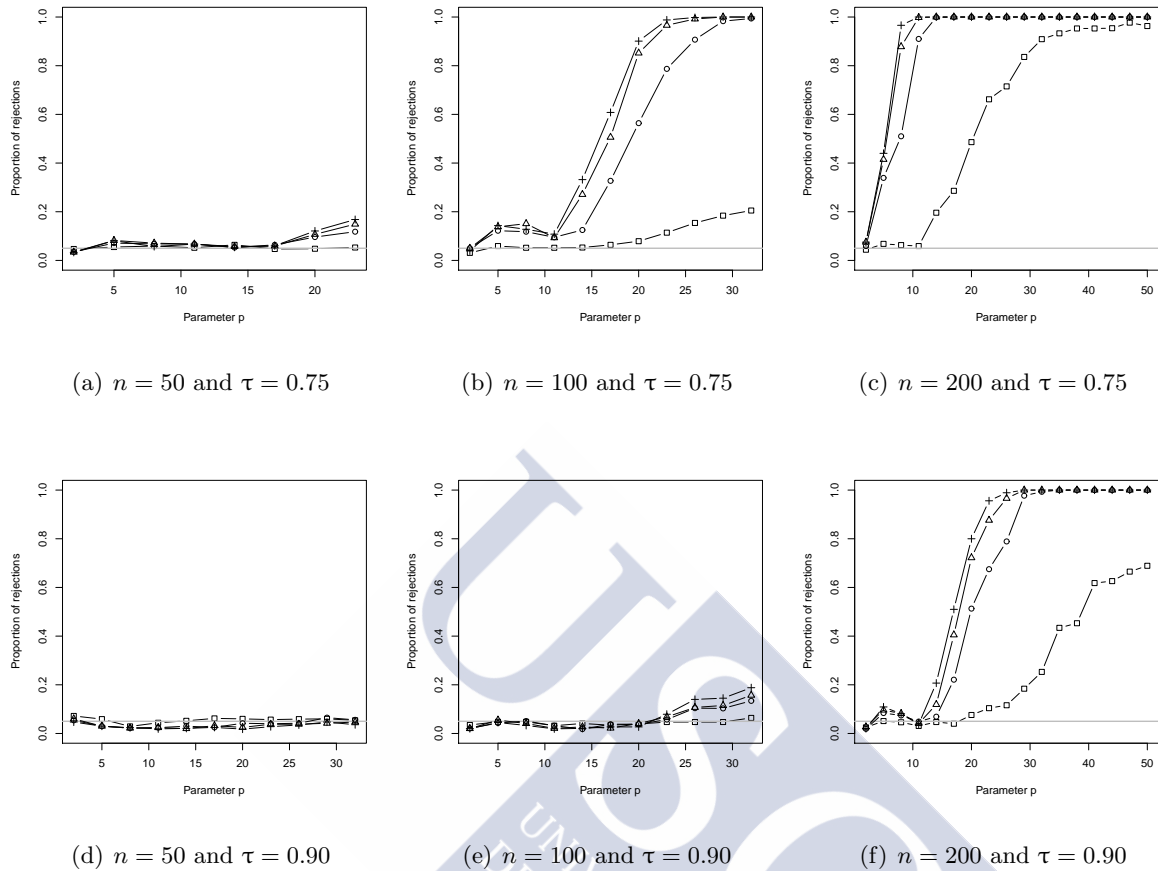 1.0
0.8
0.6
0.4
0.2
0.0
Proportion of rejections
5 10 15 20
Parameter p
(a) n = 50 and τ = 0.75
1.0
0.8
0.6
0.4
0.2
0.0
Proportion of rejections
5 10 15 20 25 30
Parameter p
(b) n = 100 and τ = 0.75
1.0
0.8
0.6
0.4
0.2
0.0
Proportion of rejections
10 20 30 40 50
Parameter p
(c) n = 200 and τ = 0.75
1.0
0.8
0.6
0.4
0.2
0.0
Proportion of rejections
5 10 15 20 25 30
Parameter p
(d) n = 50 and τ = 0.90
1.0
0.8
0.6
0.4
0.2
0.0
Proportion of rejections
5 10 15 20 25 30
Parameter p
(e) n = 100 and τ = 0.90
1.0
0.8
0.6
0.4
0.2
0.0
Proportion of rejections
10 20 30 40 50
Parameter p
(f) n = 200 and τ = 0.90
USC